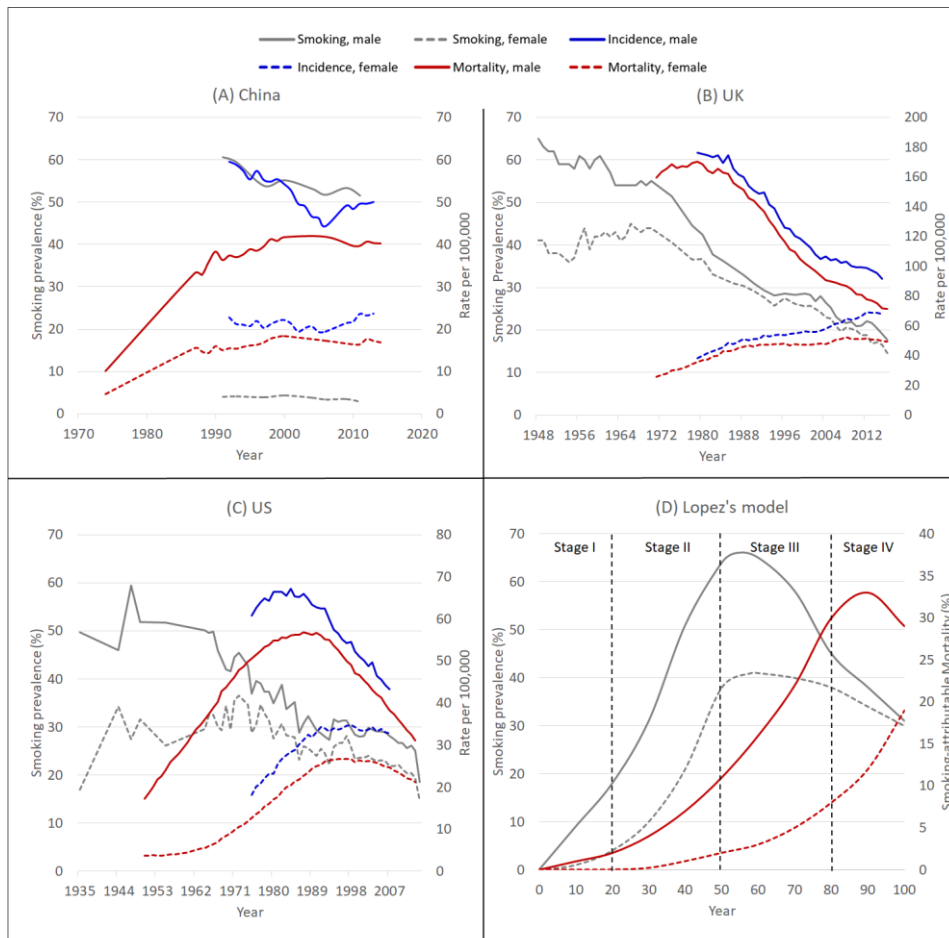 Smoking, male Smoking, female Incidence, male
Incidence, female Mortality, male Mortality, female
(A) China
70 70
60 60
50 50
40 40
30 30
20 20
10 10
0 0
Smoking prevalence (%)
Rate per 100,000
1970 1980 1990 2000 2010 2020
Year
(B) UK
70 200
60 180
50 160
40 140
30 120
20 100
10 80
0 60
40
20
0
Smoking Prevalence (%)
Rate per 100,000
1948 1956 1964 1972 1980 1988 1996 2004 2012
Year
(C) US
70 80
60 70
50 60
40 50
30 40
20 30
10 20
0 10
0
Smoking prevalence (%)
Rate per 100,000
1935 1944 1953 1962 1971 1980 1989 1998 2007
Year
(D) Lopez's model
Stage I Stage II Stage III Stage IV
70 40
60 35
50 30
40 25
30 20
20 15
10 10
0 5
0
Smoking prevalence (%)
Smoking-attributable Mortality (%)
0 10 20 30 40 50 60 70 80 90 100
Year